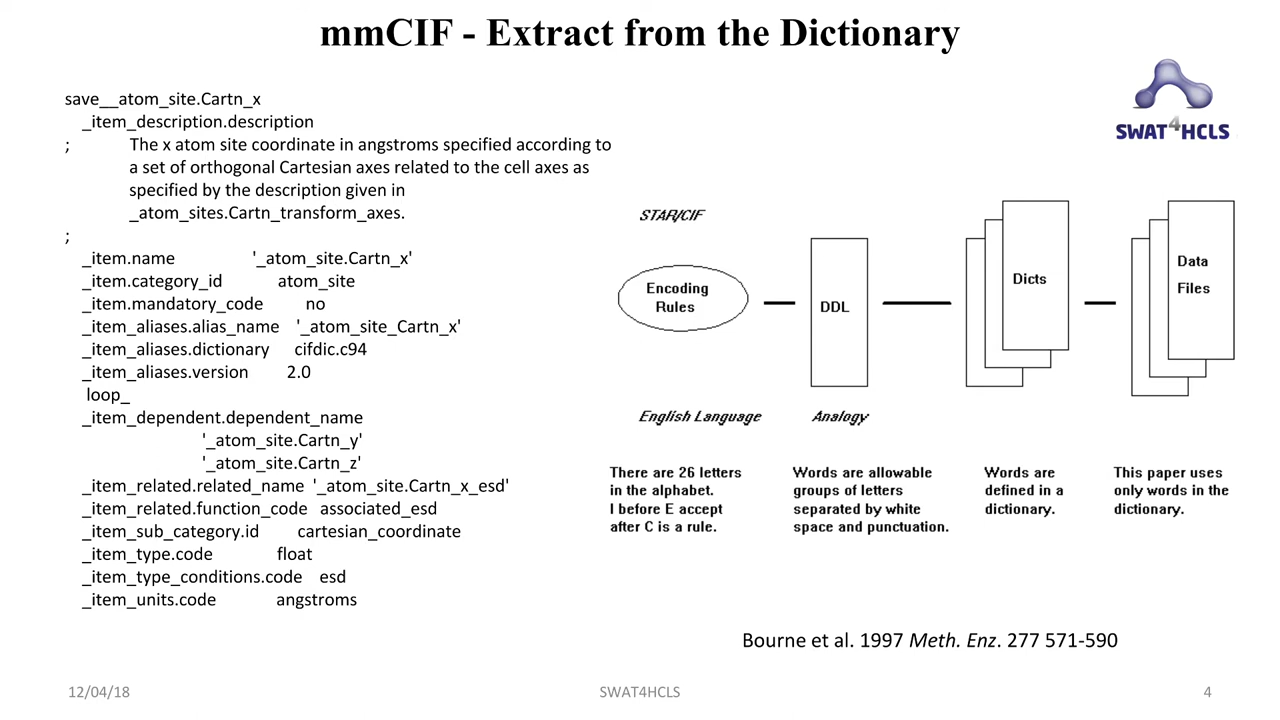 mmCIF - Extract from the Dictionary
save__atom_site.Cartn_x
_item_description.description
; The x atom site coordinate in angstroms specified according to
a set of orthogonal Cartesian axes related to the cell axes as
specified by the description given in
_atom_sites.Cartn_transform_axes.
;
_item.name '_atom_site.Cartn_x'
_item.category_id atom_site
_item.mandatory_code no
_item_aliases.alias_name '_atom_site_Cartn_x'
_item_aliases.dictionary cifdic.c94
_item_aliases.version 2.0
loop_
_item_dependent.dependent_name
'_atom_site.Cartn_y'
'_atom_site.Cartn_z'
_item_related.related_name '_atom_site.Cartn_x_esd'
_item_related.function_code associated_esd
_item_sub_category.id cartesian_coordinate
_item_type.code float
_item_type_conditions.code esd
_item_units.code angstroms
SWAT4HCLS
STAR/CIF
Encoding
Rules
DDL
Dicts
Data
Files
English Language
Analogy
There are 26 letters
in the alphabet.
I before E accept
after C is a rule.
Words are allowable
groups of letters
separated by white
space and punctuation.
Words are
defined in a
dictionary.
This paper uses
only words in the
dictionary.
Bourne et al. 1997 Meth. Enz. 277 571-590
12/04/18
SWAT4HCLS
4